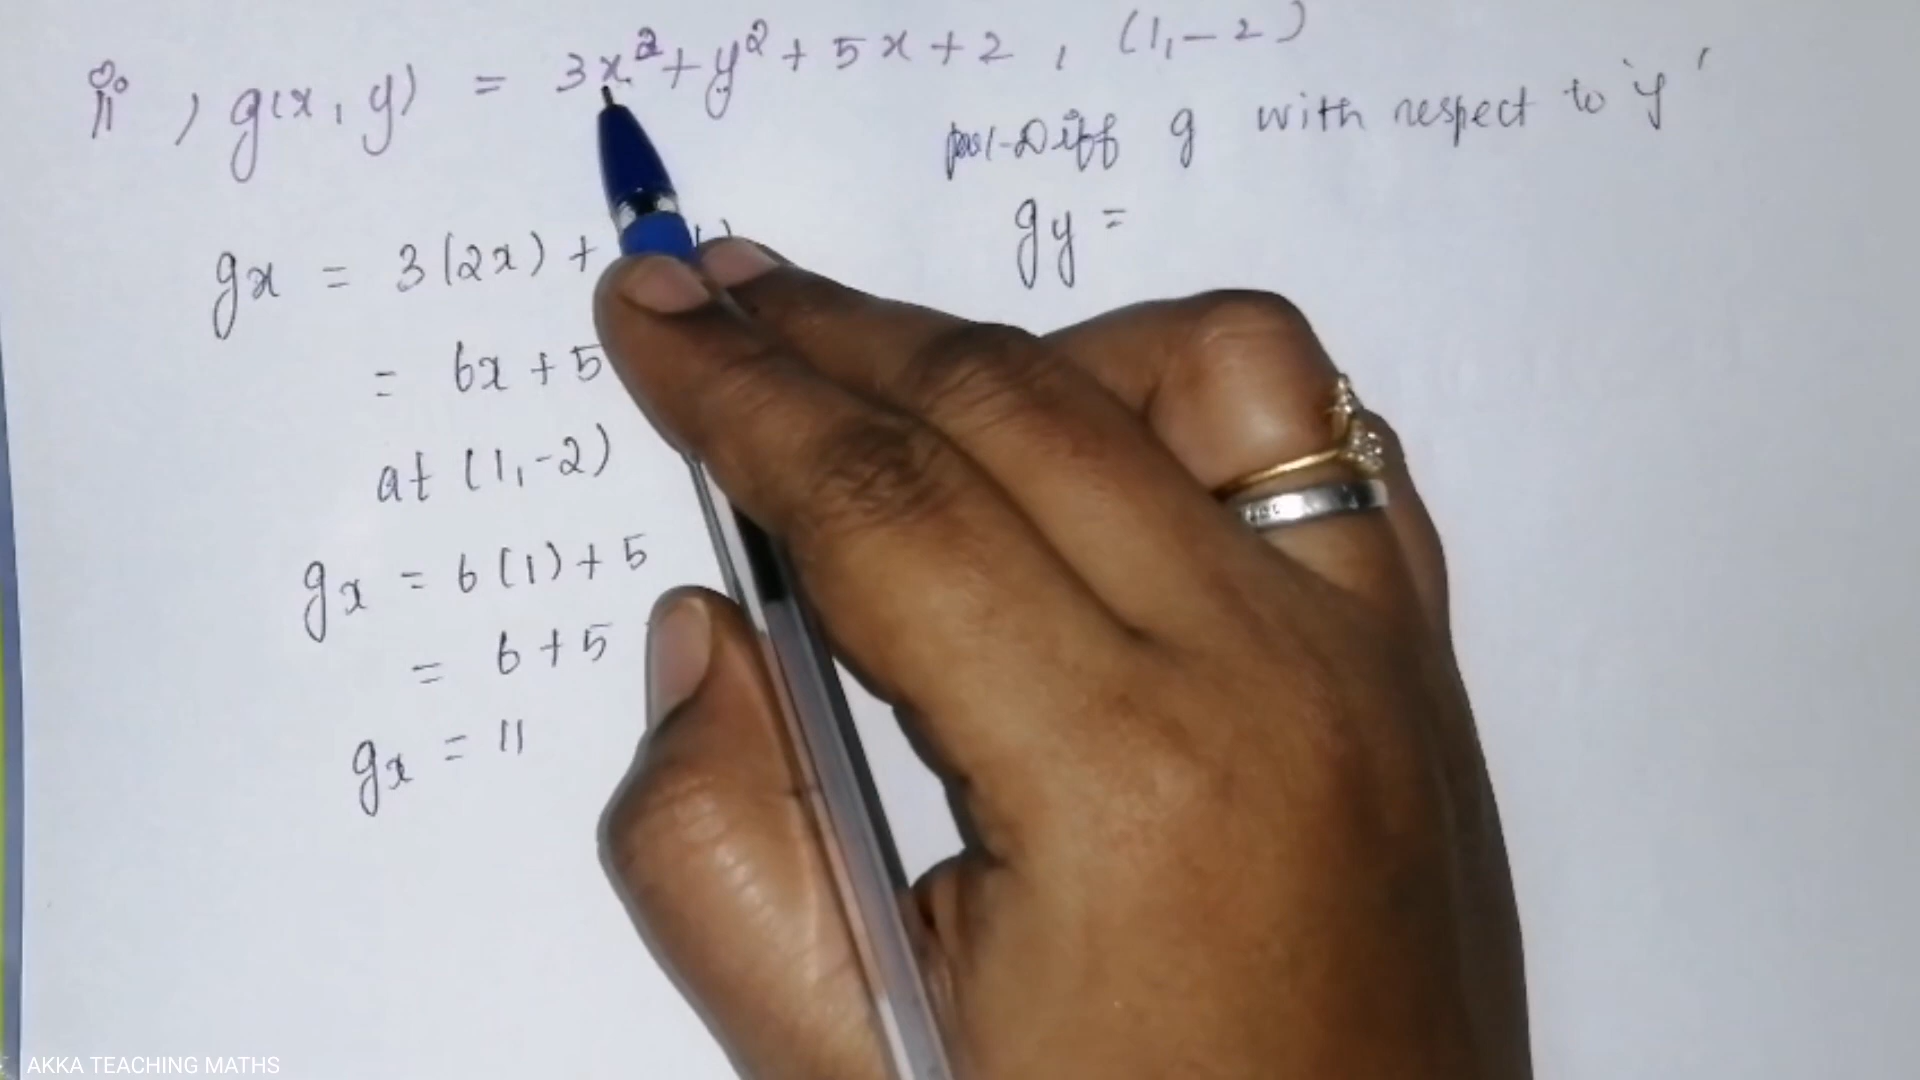 ii, g(x, y) = 3x² + y² + 5x + 2, (1, -2)
Diff g with respect to 'y'
gx = 3(2x) +
gy =
= 6x + 5
at (1, -2)
gx = 6(1) + 5
= 6 + 5
gx = 11
AKKA TEACHING MATHS